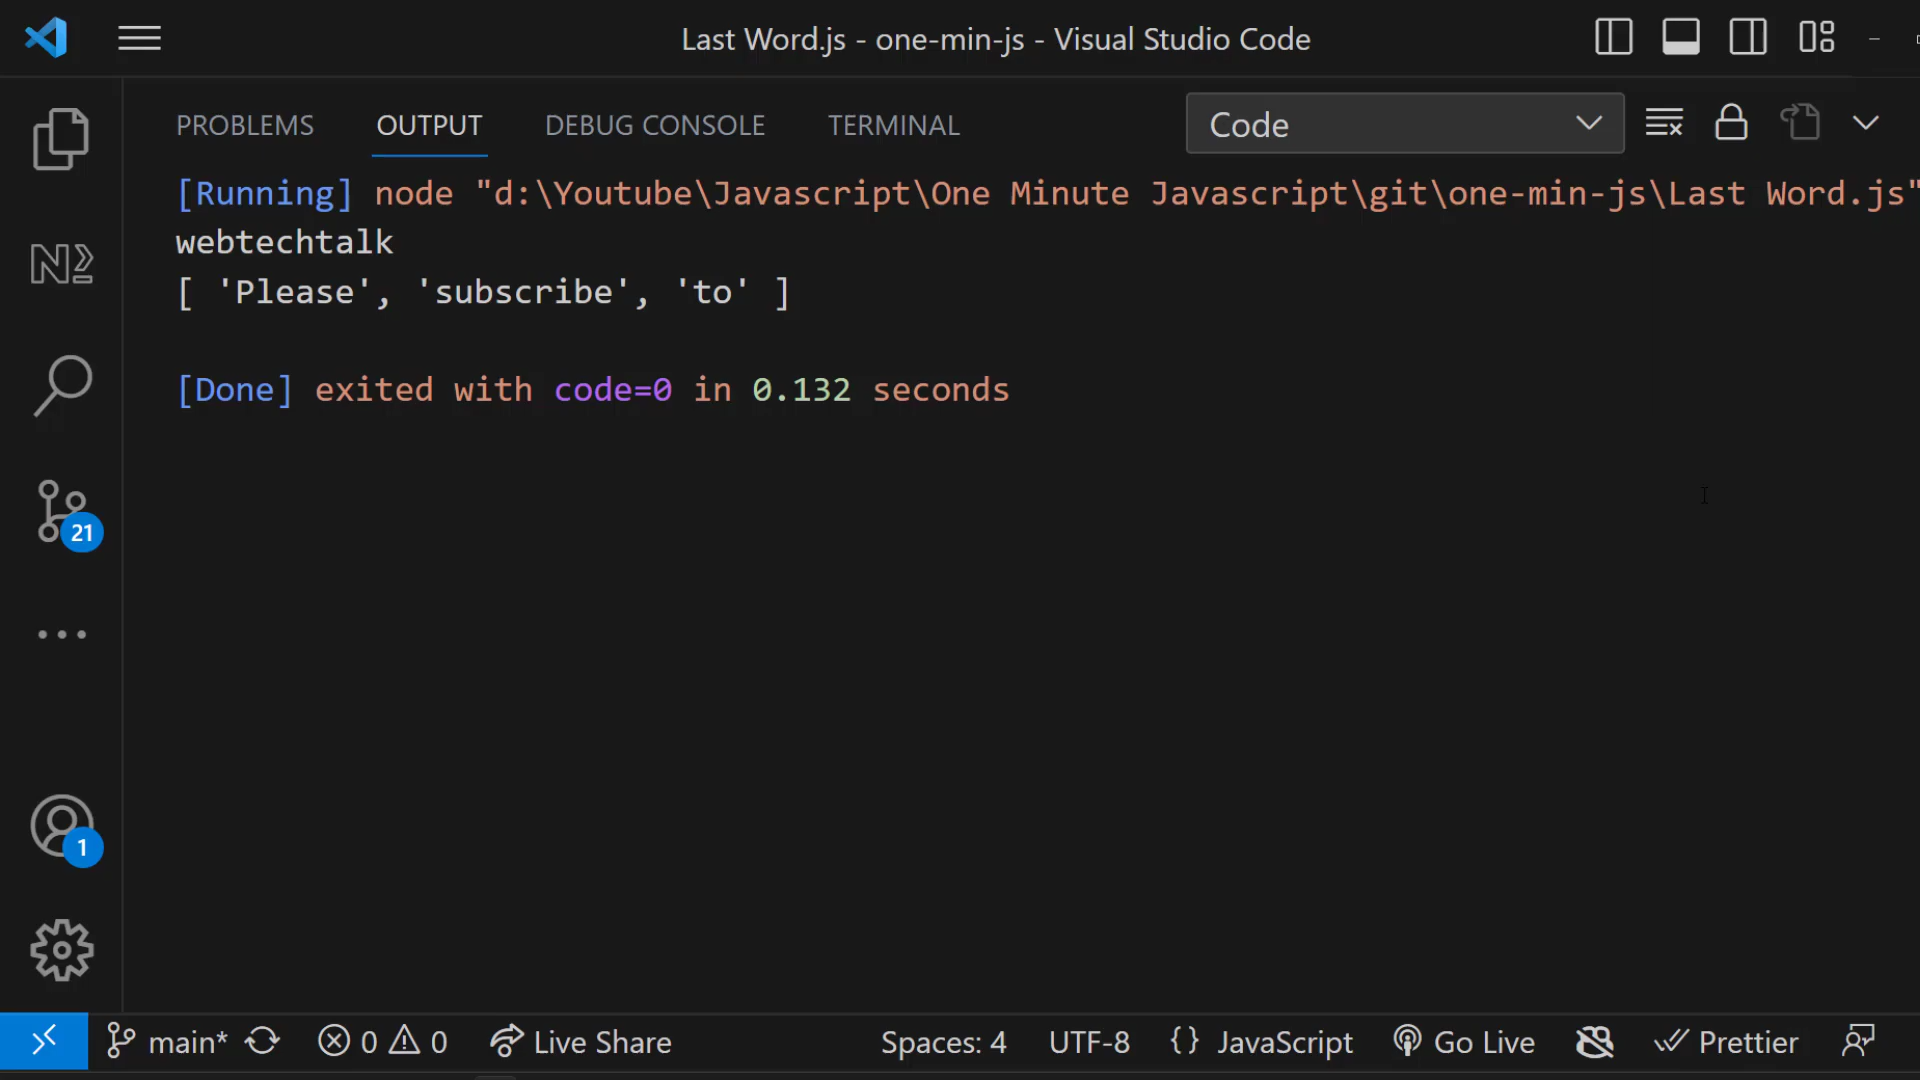 Last Word.js - one-min-js - Visual Studio Code
PROBLEMS OUTPUT DEBUG CONSOLE TERMINAL Code
[Running] node "d:\Youtube\Javascript\One Minute Javascript\git\one-min-js\Last Word.js"
webtechtalk
[ 'Please', 'subscribe', 'to' ]
[Done] exited with code=0 in 0.132 seconds
21
1
main* 0 0 Live Share Spaces: 4 UTF-8 {} JavaScript Go Live Prettier